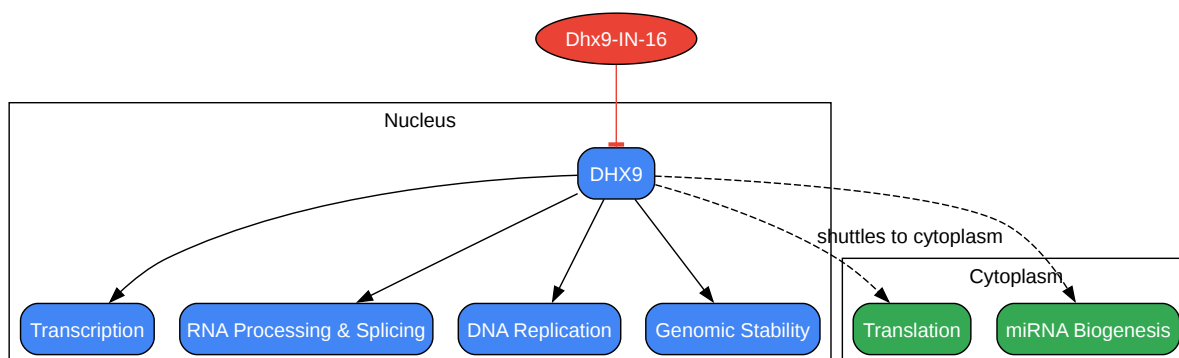 Dhx9-IN-16
Nucleus
DHX9
shuttles to cytoplasm
Cytoplasm
Transcription
RNA Processing & Splicing
DNA Replication
Genomic Stability
Translation
miRNA Biogenesis